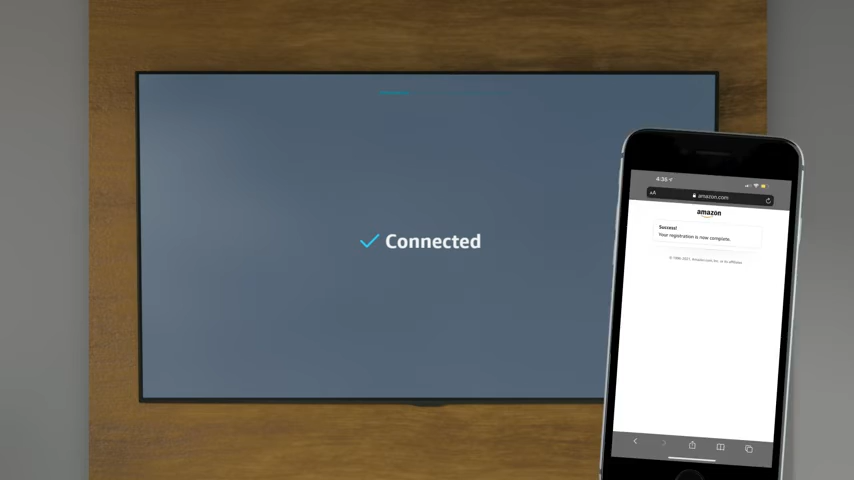 Connected
4:35
AA
amazon.com
amazon
Success!
Your registration is now complete.
© 1996-2021, Amazon.com, Inc. or its affiliates